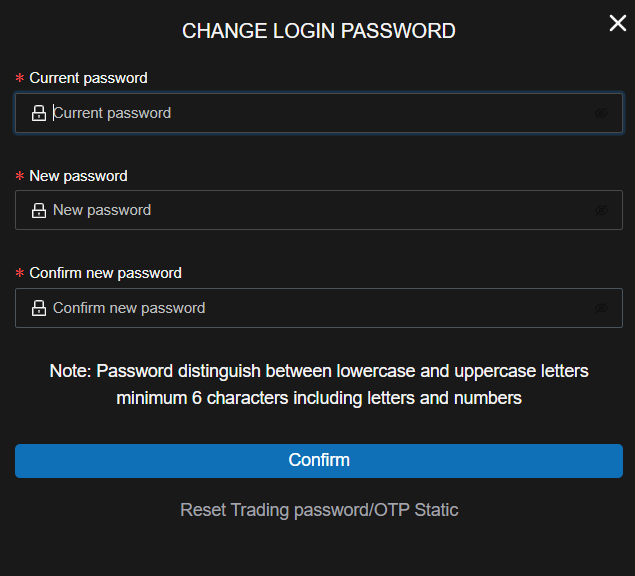 CHANGE LOGIN PASSWORD
* Current password
Current password
* New password
New password
* Confirm new password
Confirm new password
Note: Password distinguish between lowercase and uppercase letters
minimum 6 characters including letters and numbers
Confirm
Reset Trading password/OTP Static